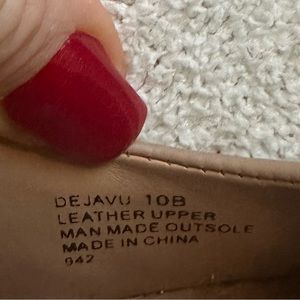 DEJAVU 10B
LEATHER UPPER
MAN MADE OUTSOLE
MADE IN CHINA
942